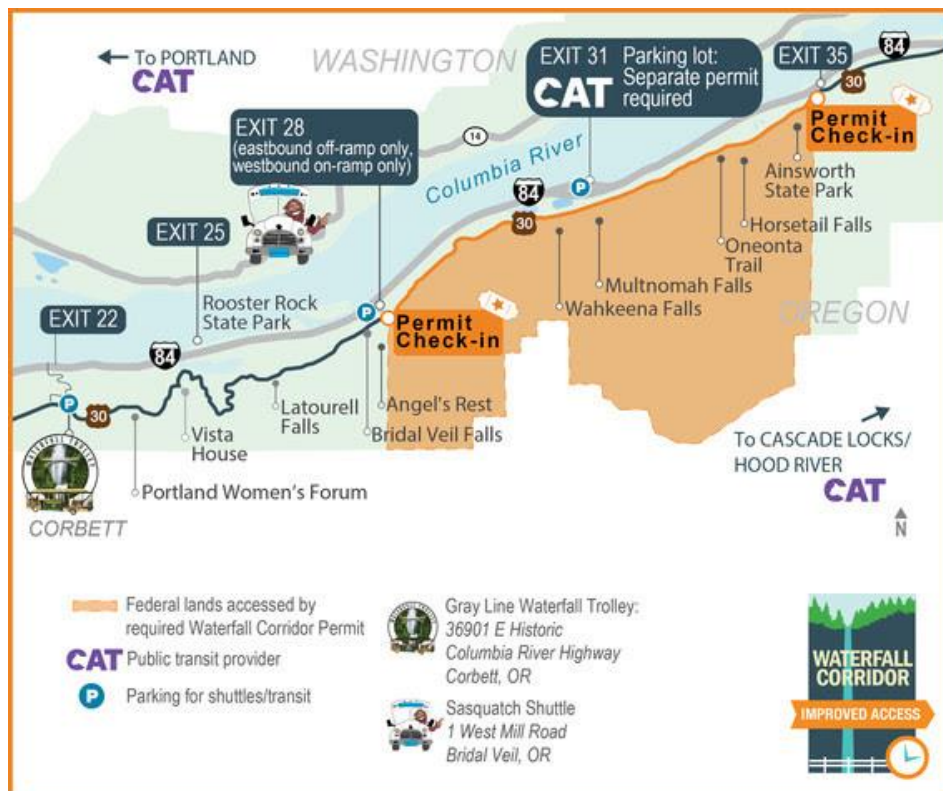 To PORTLAND
CAT
WASHINGTON
EXIT 31
CAT
Parking lot:
Separate permit
required
EXIT 35
84
30
Permit
Check-in
EXIT 28
(eastbound off-ramp only,
westbound on-ramp only)
14
Columbia River
P
84
30
Ainsworth
State Park
Horsetail Falls
Oneonta
Trail
Multnomah Falls
Wahkeena Falls
OREGON
EXIT 25
Rooster Rock
State Park
EXIT 22
P
Permit
Check-in
84
P
30
Latourell
Falls
Angel's Rest
Bridal Veil Falls
Vista
House
Portland Women's Forum
WATERFALL TROLLEY
CORBETT
To CASCADE LOCKS/
HOOD RIVER
CAT
N
Federal lands accessed by
required Waterfall Corridor Permit
CAT Public transit provider
P Parking for shuttles/transit
Gray Line Waterfall Trolley:
36901 E Historic
Columbia River Highway
Corbett, OR
Sasquatch Shuttle
1 West Mill Road
Bridal Veil, OR
WATERFALL
CORRIDOR
IMPROVED ACCESS